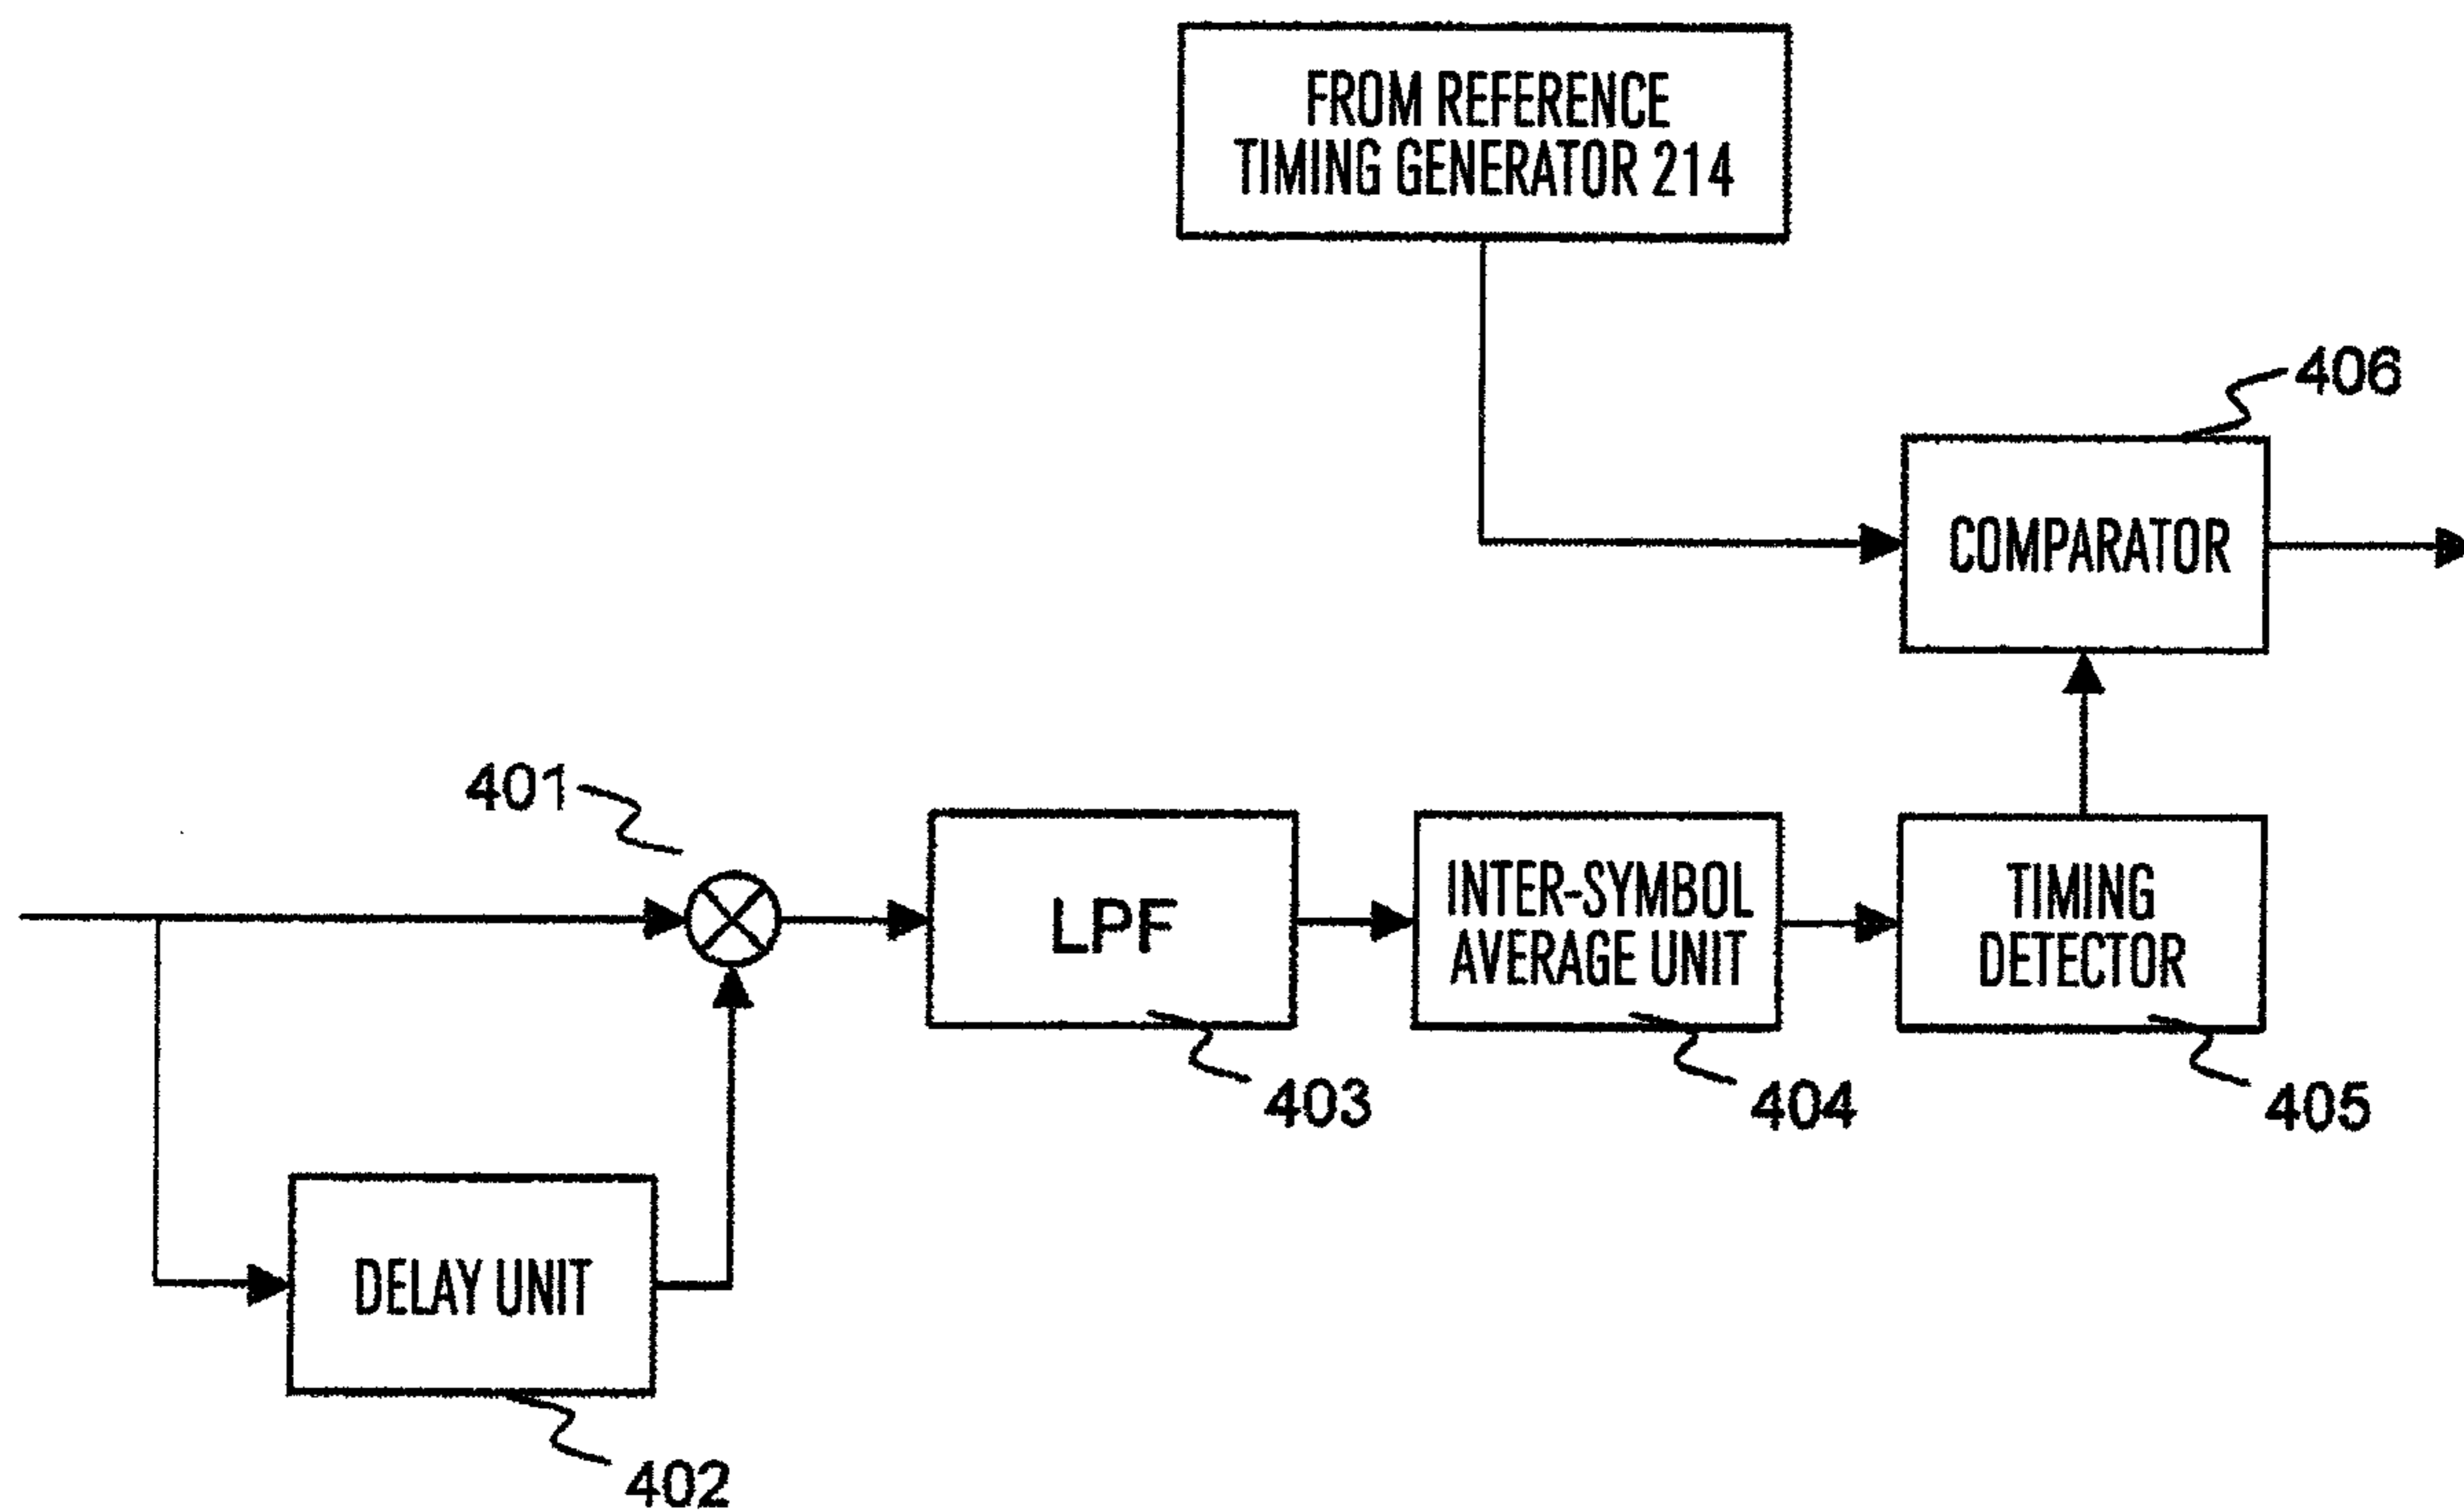 FROM REFERENCE
TIMING GENERATOR 214
406
COMPARATOR
401
LPF
INTER-SYMBOL
AVERAGE UNIT
TIMING
DETECTOR
403
404
405
DELAY UNIT
402